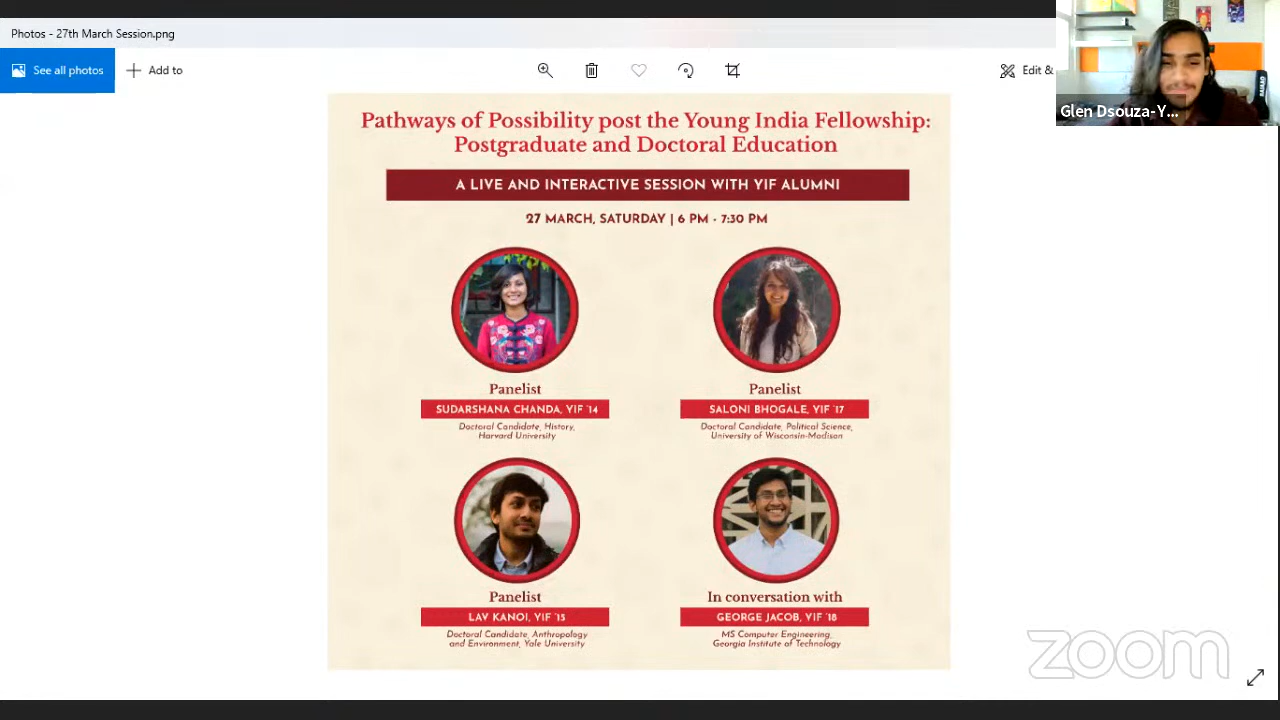 Photos - 27th March Session.png
See all photos
Add to
Edit &
Glen Dsouza-Y...
Pathways of Possibility post the Young India Fellowship:
Postgraduate and Doctoral Education
A LIVE AND INTERACTIVE SESSION WITH YIF ALUMNI
27 MARCH, SATURDAY | 6 PM - 7:30 PM
Panelist
SUDARSHANA CHANDA, YIF '14
Doctoral Candidate, History,
Harvard University
Panelist
SALONI BHOGALE, YIF '17
Doctoral Candidate, Political Science,
University of Wisconsin-Madison
Panelist
LAV KANOI, YIF '15
Doctoral Candidate, Anthropology
and Environment, Yale University
In conversation with
GEORGE JACOB, YIF '18
MS Computer Engineering,
Georgia Institute of Technology
zoom